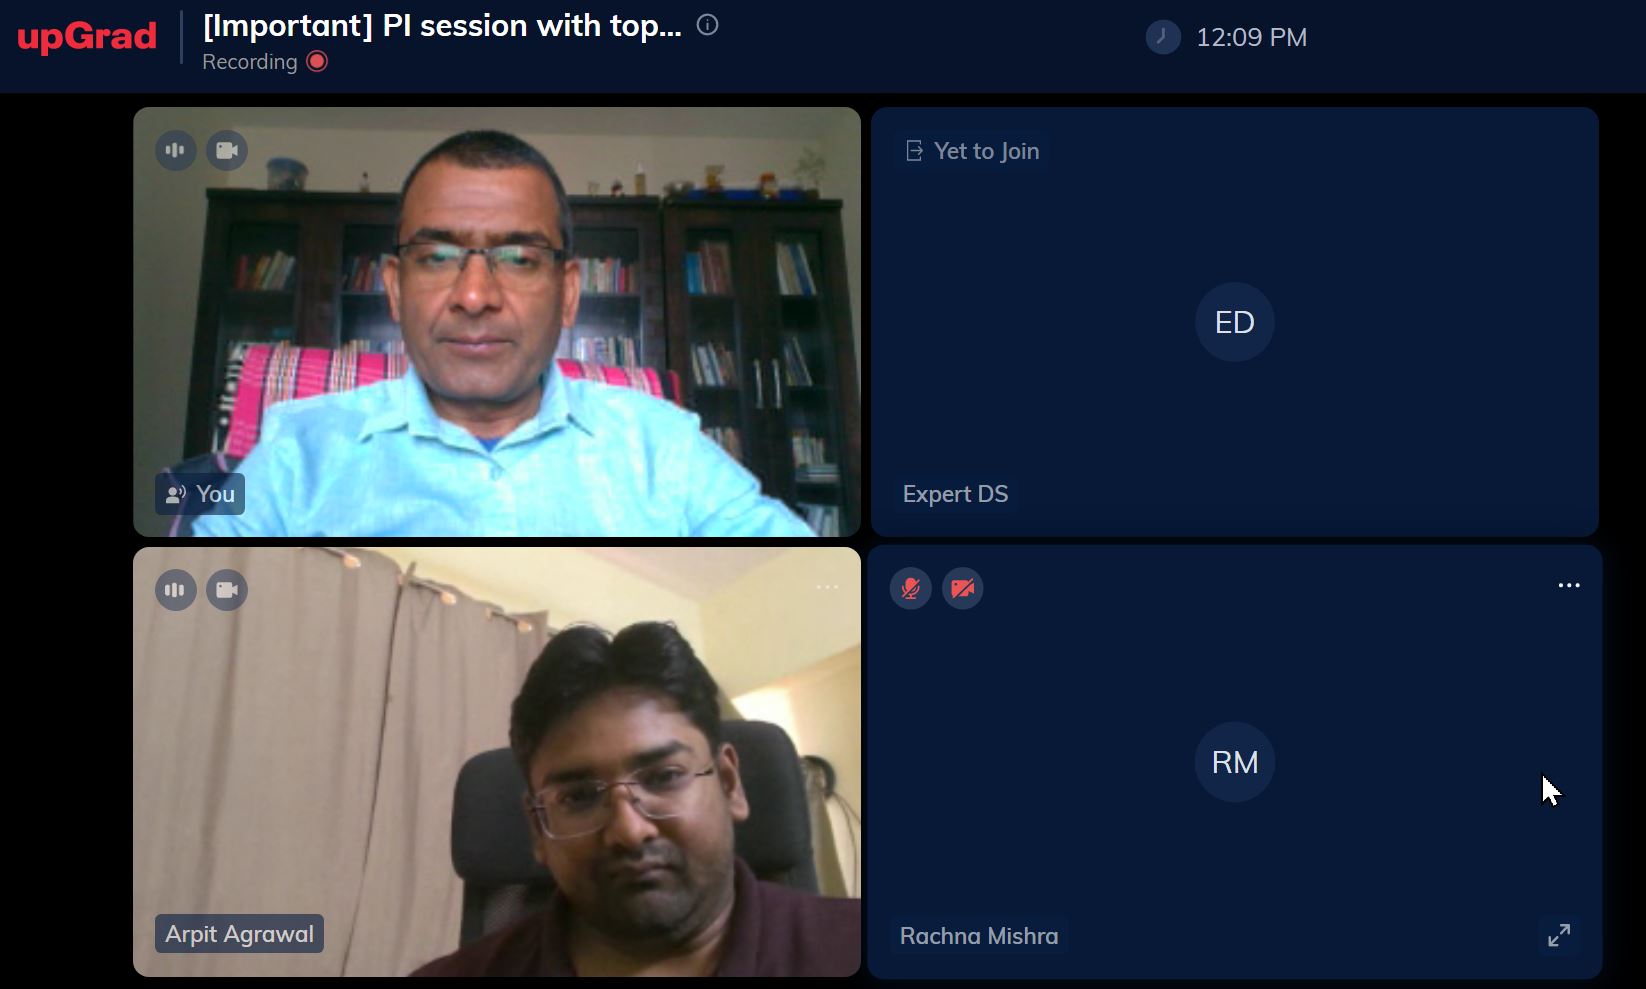 upGrad
[Important] PI session with top...
Recording
12:09 PM
You
Yet to Join
ED
Expert DS
Arpit Agrawal
RM
Rachna Mishra